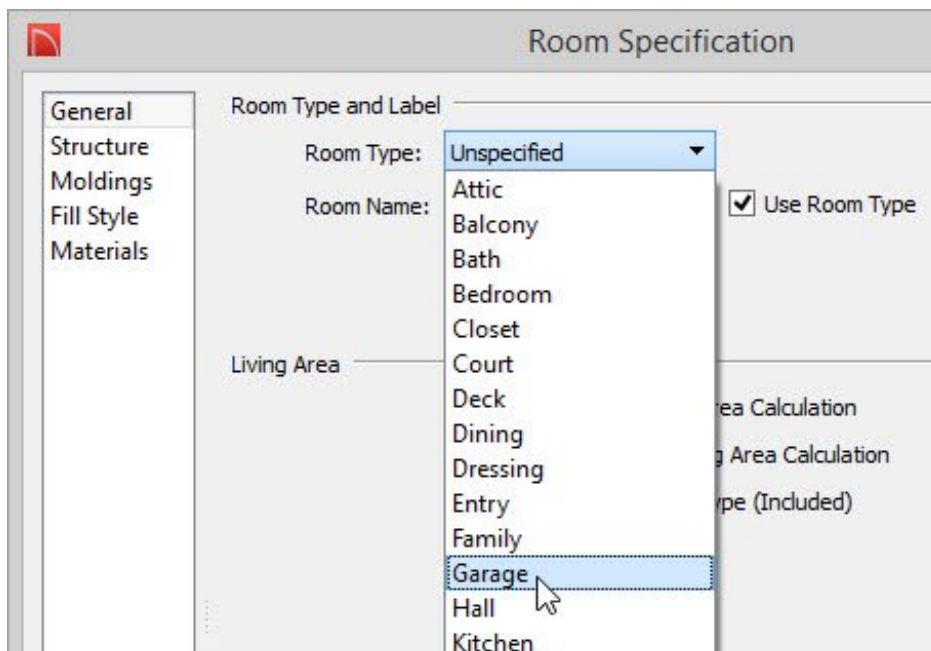 Room Specification
General
Structure
Moldings
Fill Style
Materials
Room Type and Label
Room Type: Unspecified
Room Name:
Use Room Type
Attic
Balcony
Bath
Bedroom
Closet
Court
Deck
Dining
Dressing
Entry
Family
Garage
Hall
Kitchen
Living Area
Area Calculation
Area Calculation
(Included)